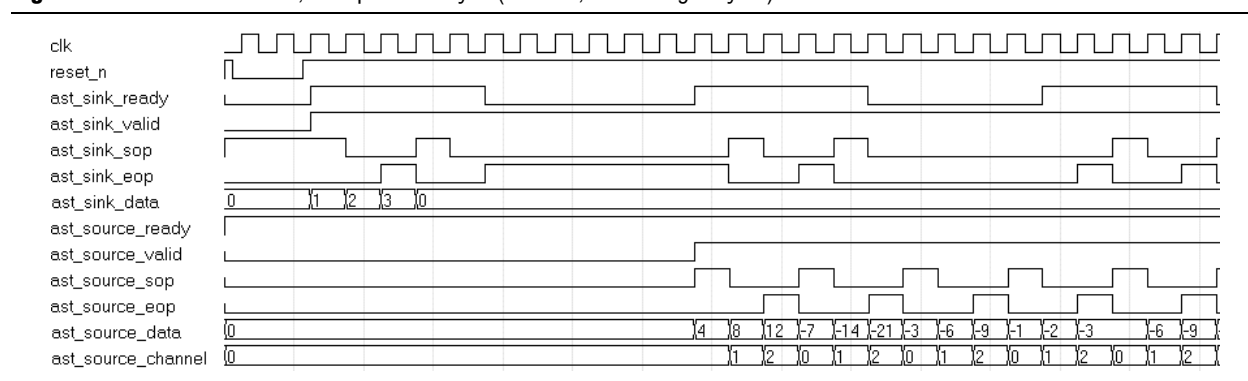 clk
reset_n
ast_sink_ready
ast_sink_valid
ast_sink_sop
ast_sink_eop
ast_sink_data 0 1 2 3 0
ast_source_ready
ast_source_valid
ast_source_sop
ast_source_eop
ast_source_data 0 4 8 12 -7 -14 -21 -3 -6 -9 -1 -2 -3 -6 -9
ast_source_channel 0 1 2 0 1 2 0 1 2 0 1 2 0 1 2